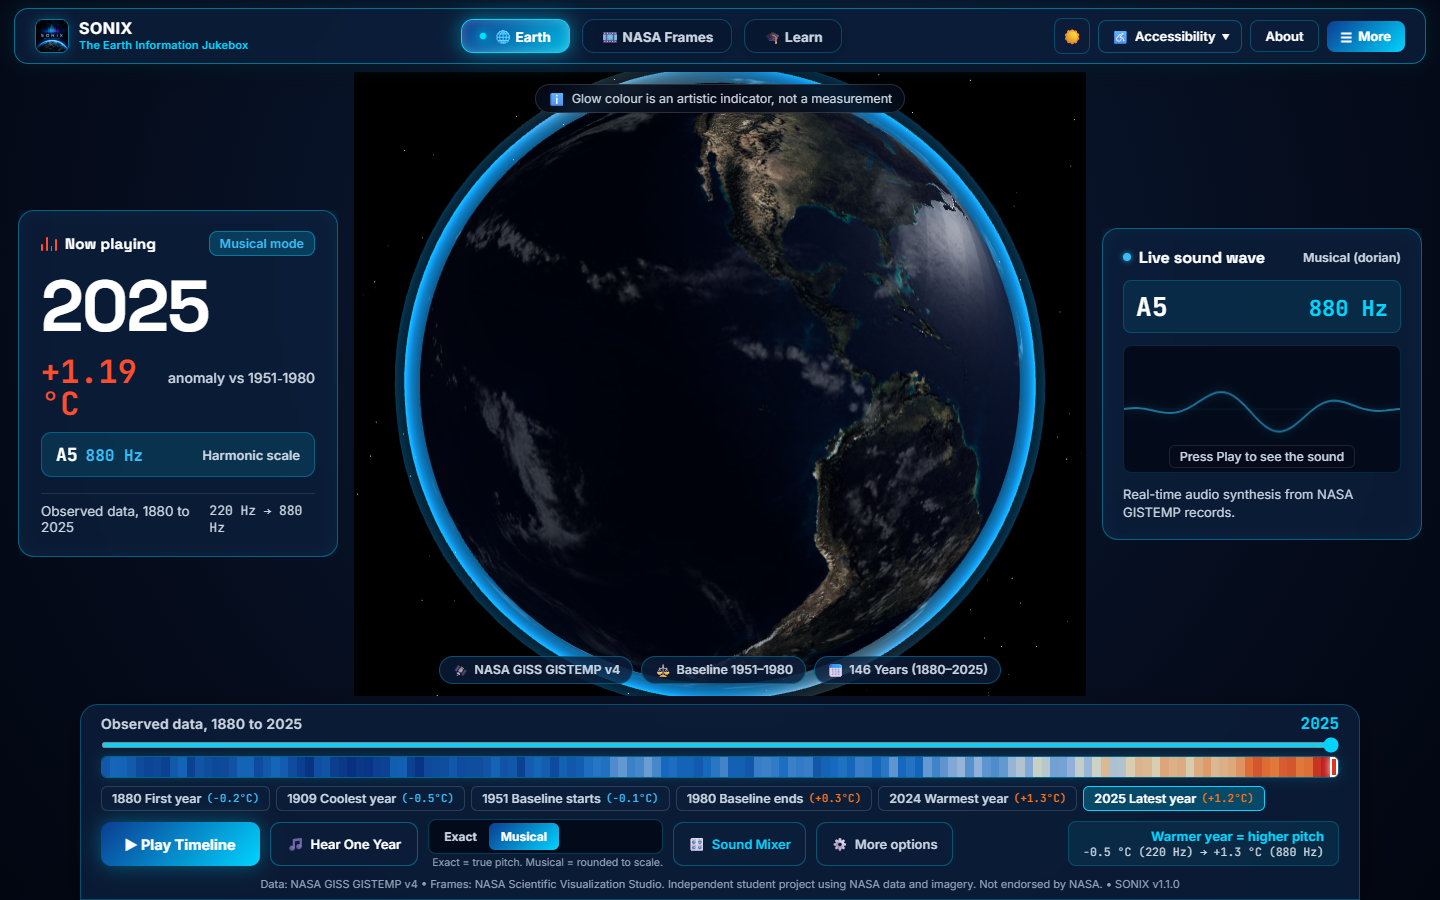 SONIX
The Earth Information Jukebox
Earth
NASA Frames
Learn
Accessibility ▾
About
☰ More
Glow colour is an artistic indicator, not a measurement
Now playing
Musical mode
2025
+1.19
°C
anomaly vs 1951-1980
A5 880 Hz
Harmonic scale
Observed data, 1880 to
2025
220 Hz → 880
Hz
Live sound wave
Musical (dorian)
A5
880 Hz
Press Play to see the sound
Real-time audio synthesis from NASA
GISTEMP records.
NASA GISS GISTEMP v4
Baseline 1951–1980
146 Years (1880–2025)
Observed data, 1880 to 2025
2025
1880 First year (-0.2°C)
1909 Coolest year (-0.5°C)
1951 Baseline starts (-0.1°C)
1980 Baseline ends (+0.3°C)
2024 Warmest year (+1.3°C)
2025 Latest year (+1.2°C)
▶ Play Timeline
Hear One Year
Exact
Musical
Exact = true pitch. Musical = rounded to scale.
Sound Mixer
More options
Warmer year = higher pitch
-0.5 °C (220 Hz) → +1.3 °C (880 Hz)
Data: NASA GISS GISTEMP v4 • Frames: NASA Scientific Visualization Studio. Independent student project using NASA data and imagery. Not endorsed by NASA. • SONIX v1.1.0